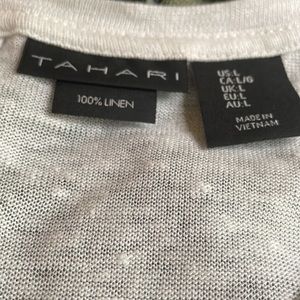 TAHARI
100% LINEN
US:L
CA:L/G
UK:L
EU:L
AU:L
MADE IN
VIETNAM